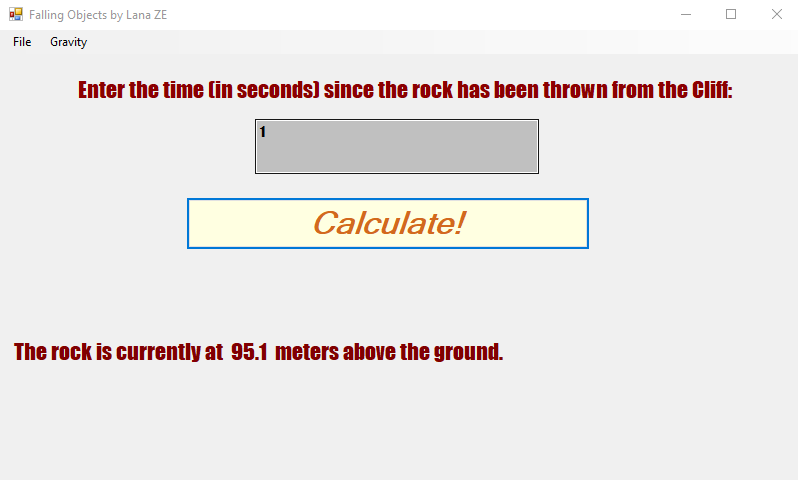 Falling Objects by Lana ZE
File Gravity
Enter the time (in seconds) since the rock has been thrown from the Cliff:
1
Calculate!
The rock is currently at 95.1 meters above the ground.